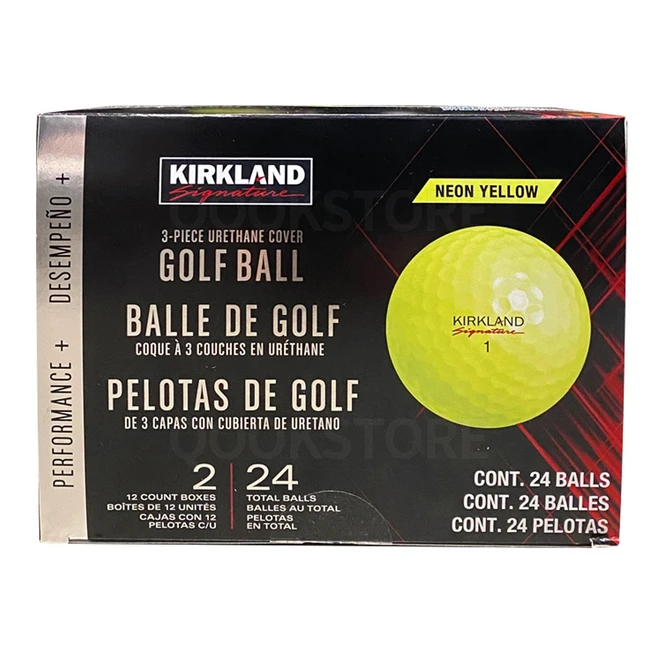 KIRKLAND
Signature
3-PIECE URETHANE COVER
GOLF BALL
BALLE DE GOLF
COQUE À 3 COUCHES EN URÉTHANE
PELOTAS DE GOLF
DE 3 CAPAS CON CUBIERTA DE URETANO
2
12 COUNT BOXES
BOÎTES DE 12 UNITÉS
CAJAS CON 12
PELOTAS C/U
24
TOTAL BALLS
BALLES AU TOTAL
PELOTAS
EN TOTAL
NEON YELLOW
KIRKLAND
Signature
1
CONT. 24 BALLS
CONT. 24 BALLES
CONT. 24 PELOTAS
PERFORMANCE + DESEMPEÑO +
QOOKSTORE
QOOKSTORE